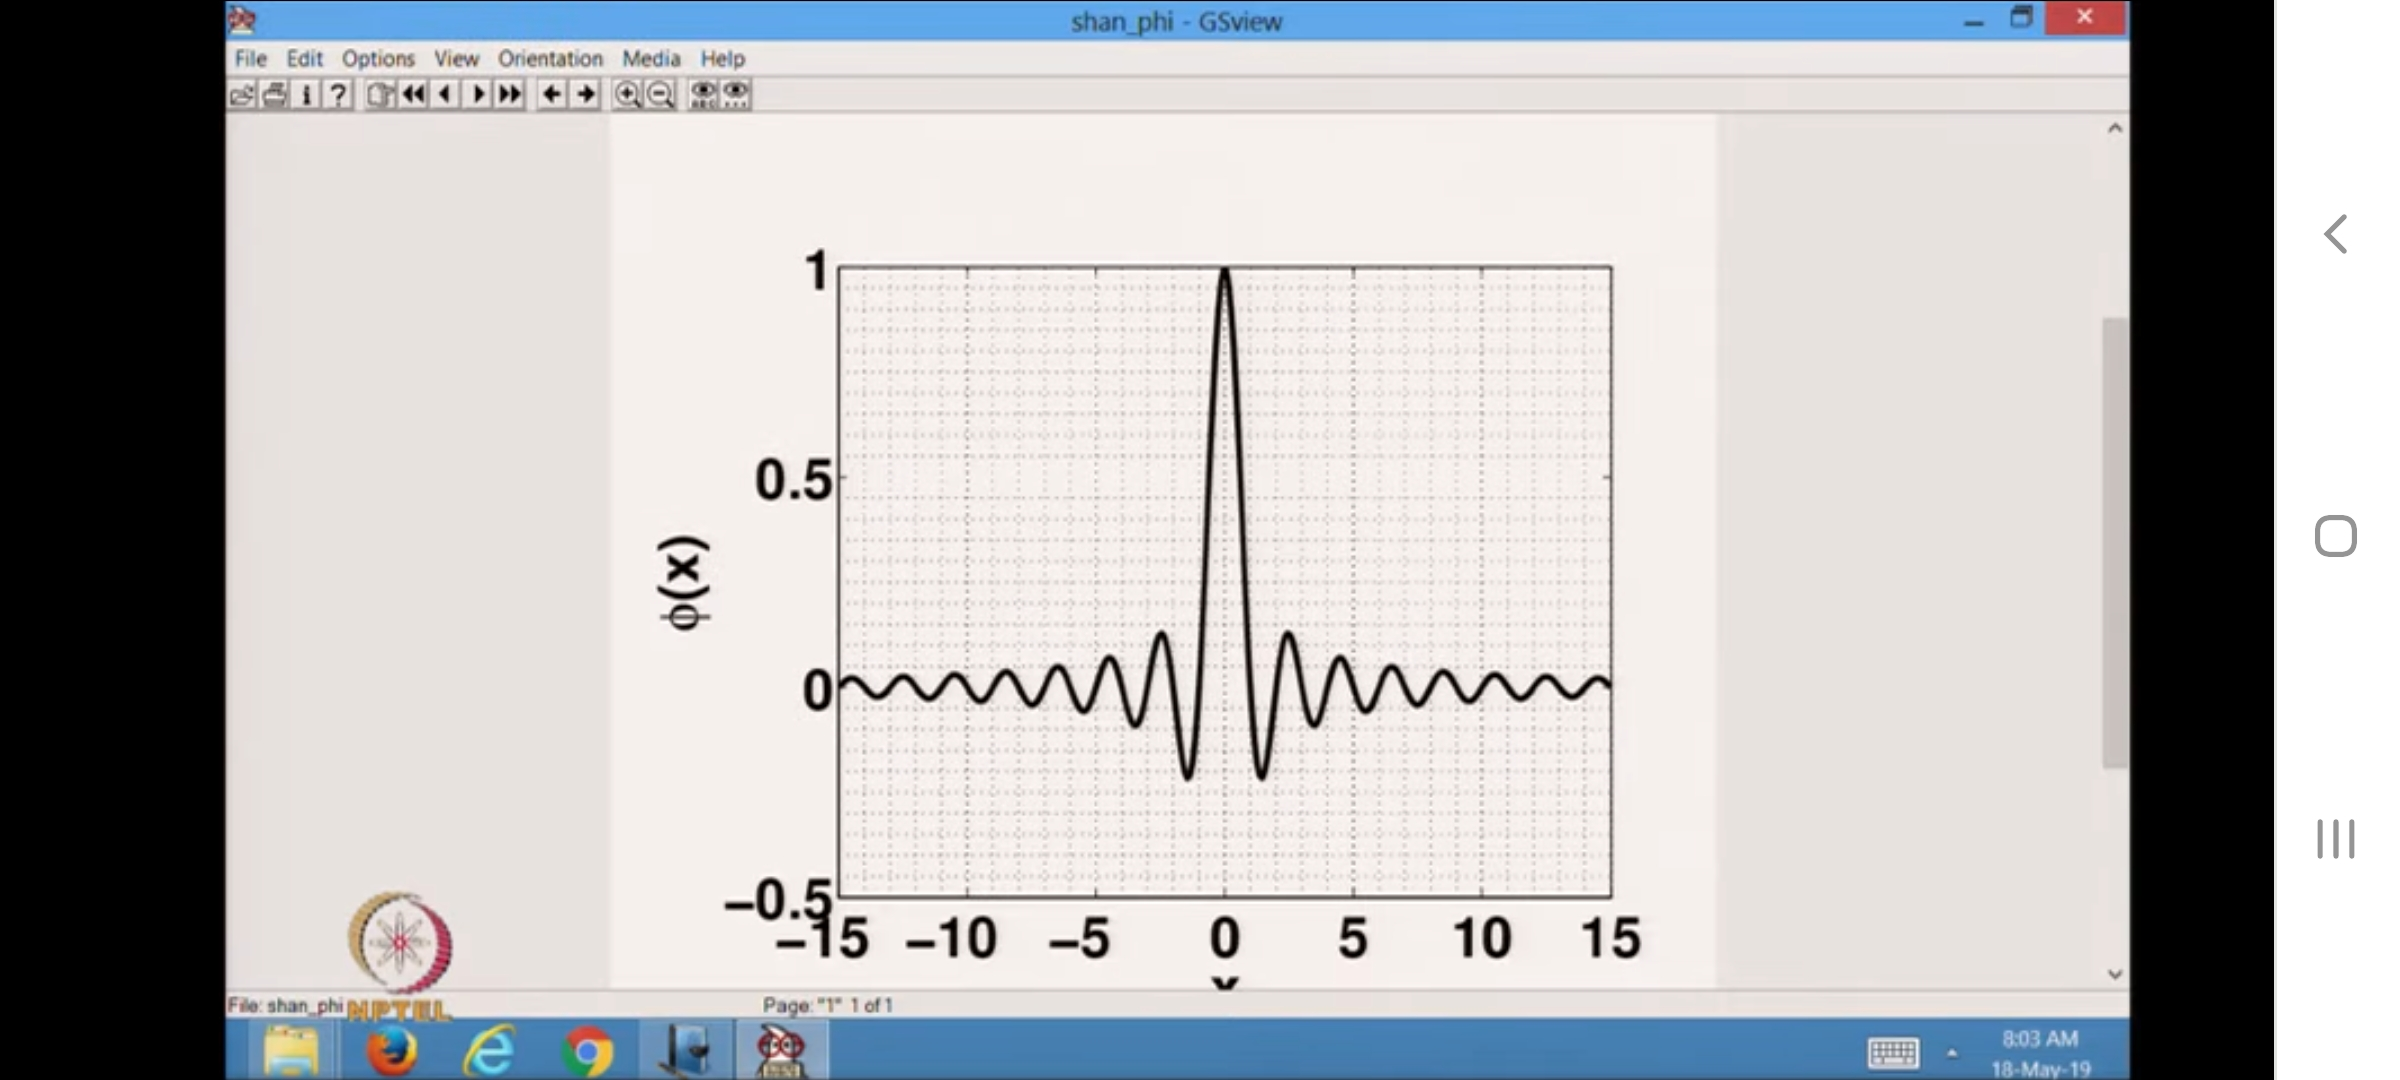 shan_phi - GSview
File Edit Options View Orientation Media Help
1
0.5
φ(x)
0
−0.5
−15 −10 −5 0 5 10 15
x
File: shan_phi
Page: "1" 1 of 1
NPTEL
8:03 AM
18-May-19